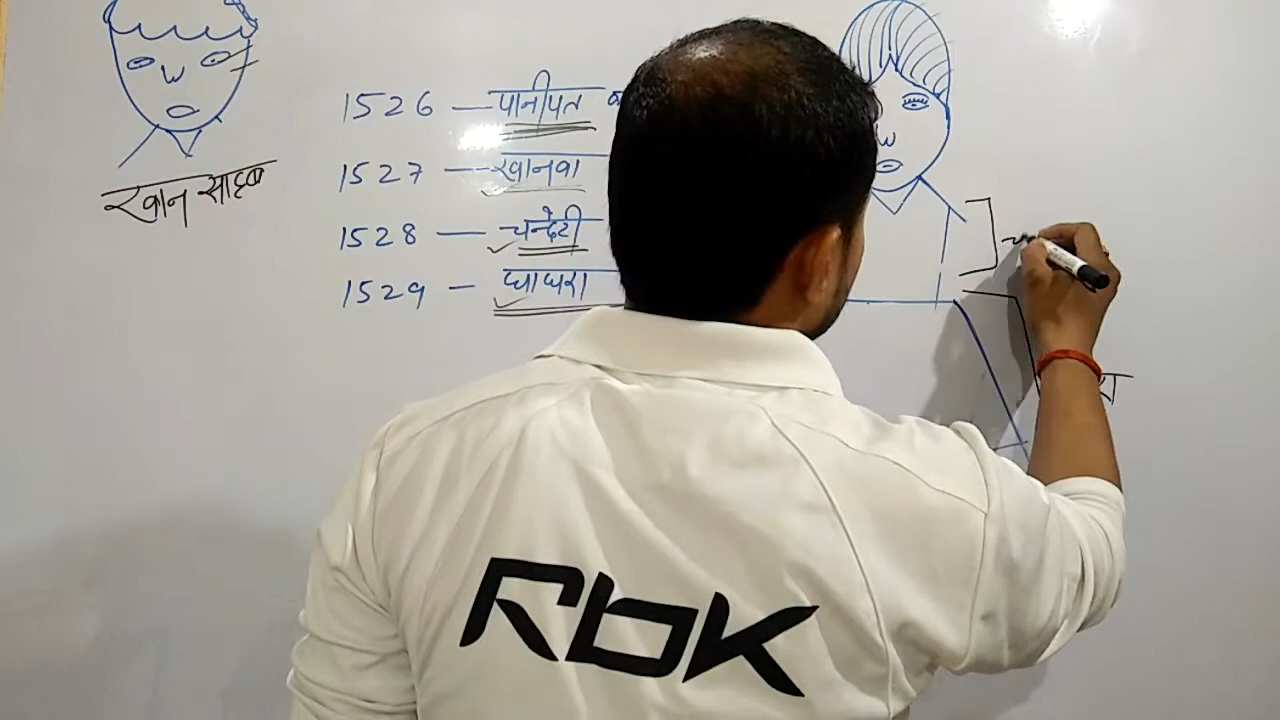 1526 — पानीपत
1527 — खानवा
1528 — चन्देरी
1529 - घाघरा
खान साहब
Rbk